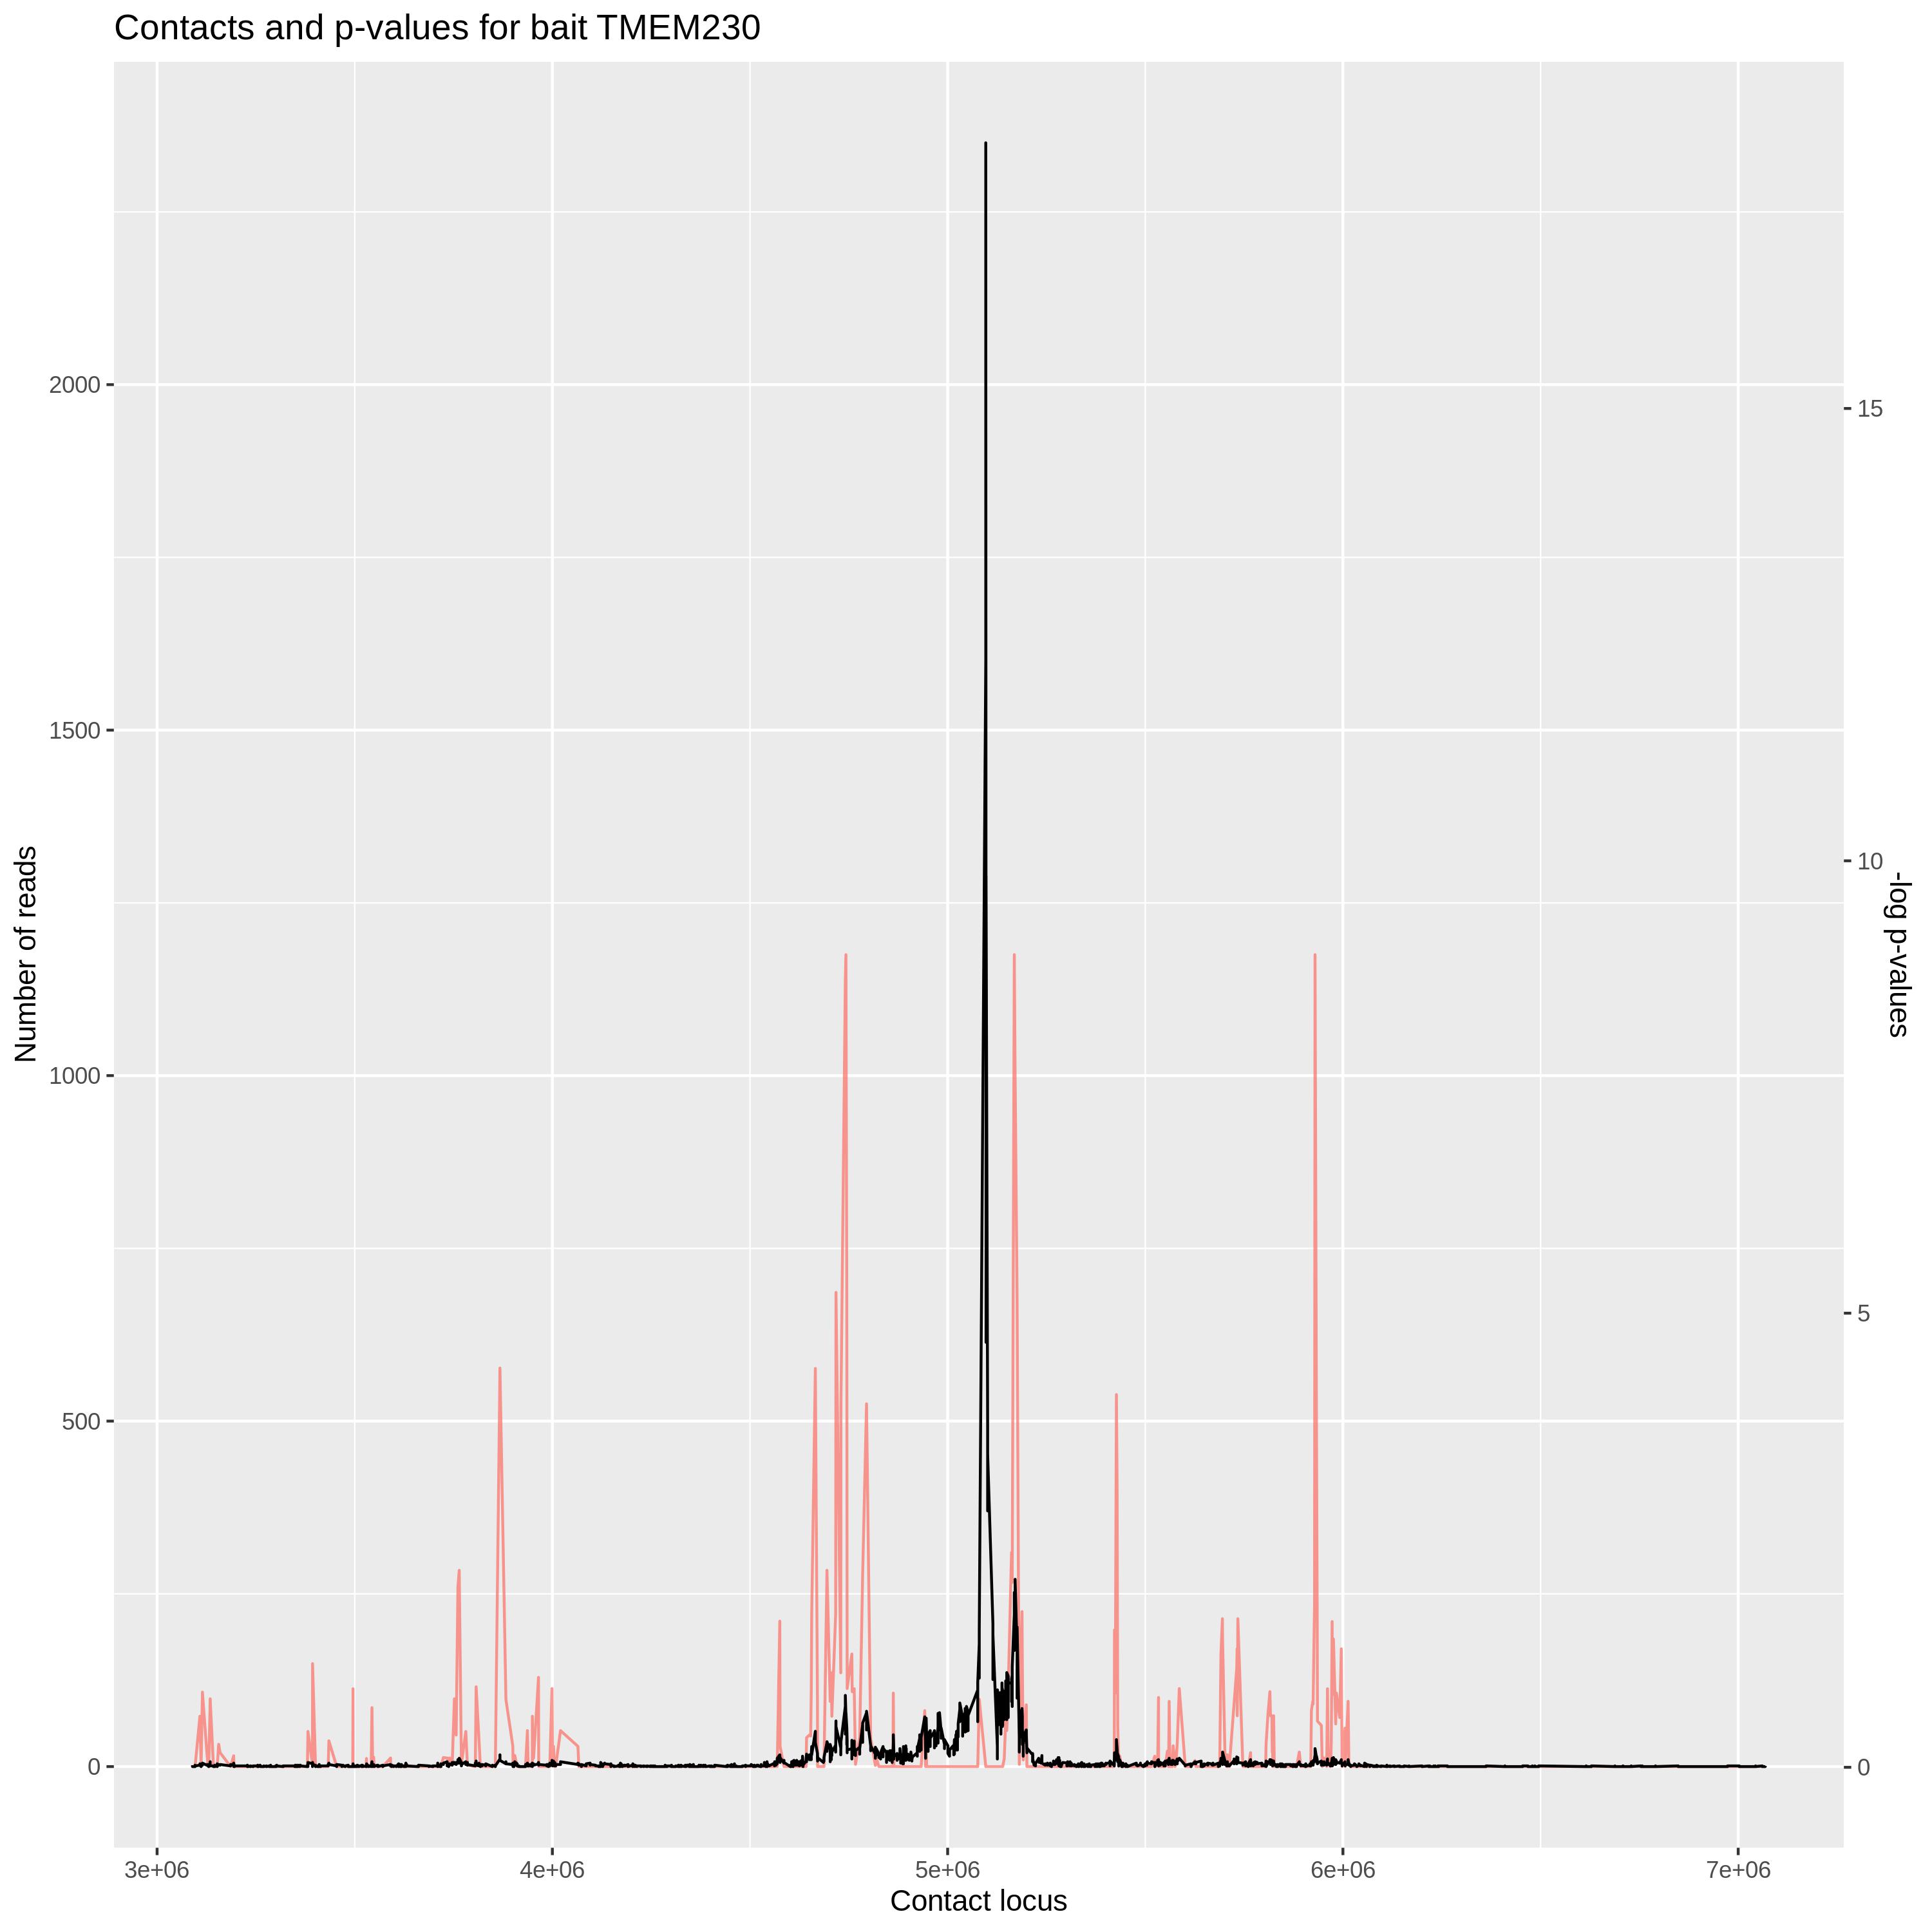 Contacts and p-values for bait TMEM230
Number of reads
2000
1500
1000
500
0
15
10
5
0
-log p-values
3e+06
4e+06
5e+06
6e+06
7e+06
Contact locus